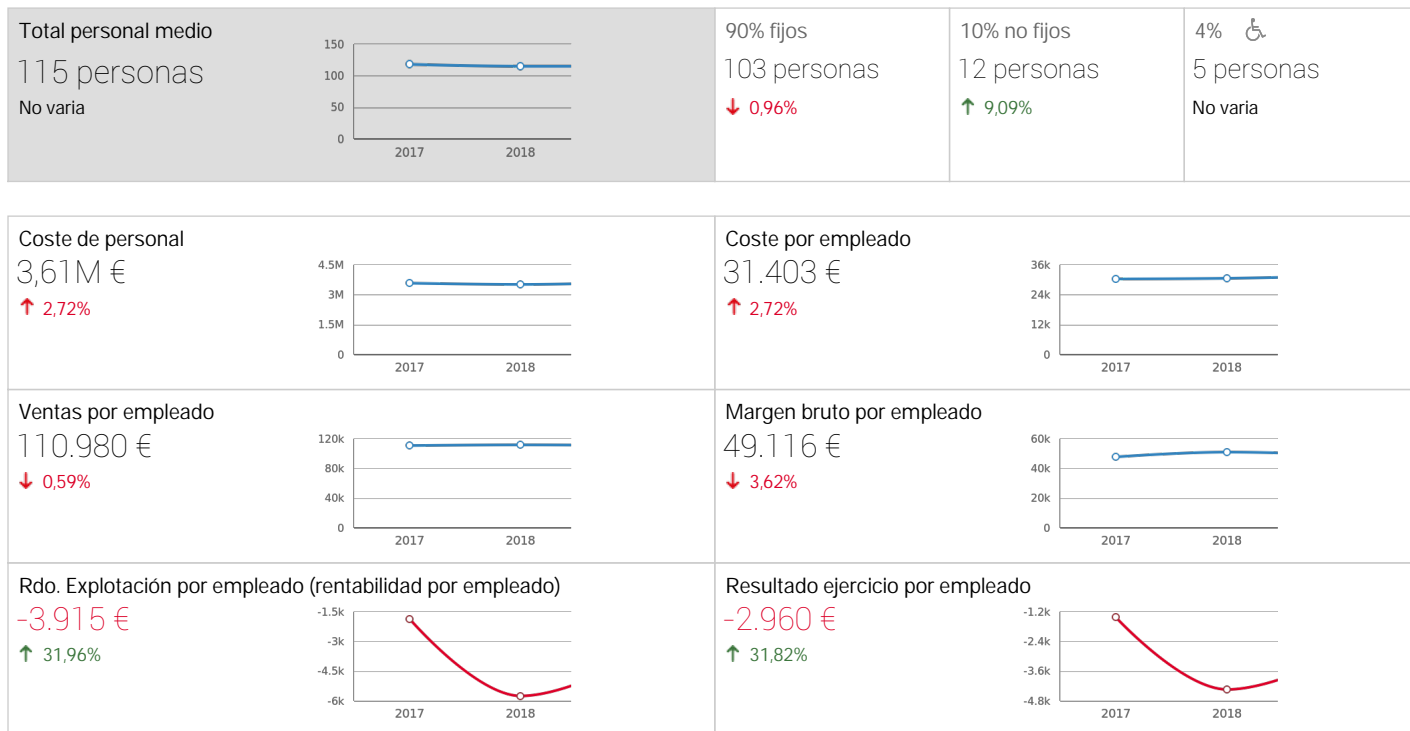 Total personal medio
115 personas
No varia
150
100
50
0
2017 2018
90% fijos
103 personas
0,96%
10% no fijos
12 personas
9,09%
4%
5 personas
No varia
Coste de personal
3,61M €
2,72%
4.5M
3M
1.5M
0
2017 2018
Coste por empleado
31.403 €
2,72%
36k
24k
12k
0
2017 2018
Ventas por empleado
110.980 €
0,59%
120k
80k
40k
0
2017 2018
Margen bruto por empleado
49.116 €
3,62%
60k
40k
20k
0
2017 2018
Rdo. Explotación por empleado (rentabilidad por empleado)
-3.915 €
31,96%
-1.5k
-3k
-4.5k
-6k
2017 2018
Resultado ejercicio por empleado
-2.960 €
31,82%
-1.2k
-2.4k
-3.6k
-4.8k
2017 2018